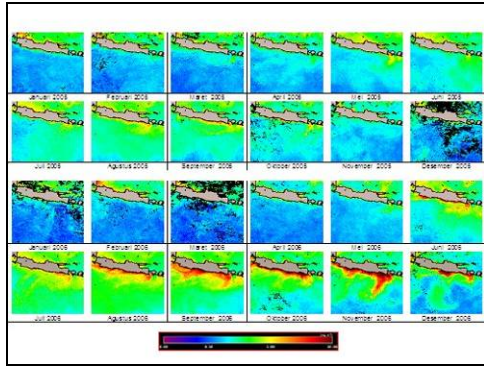 Januari 2005 Februari 2005 Maret 2005 April 2005 Mei 2005 Juni 2005
Juli 2005 Agustus 2005 September 2005 Oktober 2005 November 2005 Desember 2005
Januari 2006 Februari 2006 Maret 2006 April 2006 Mei 2006 Juni 2006
Juli 2006 Agustus 2006 September 2006 Oktober 2006 November 2006 Desember 2006